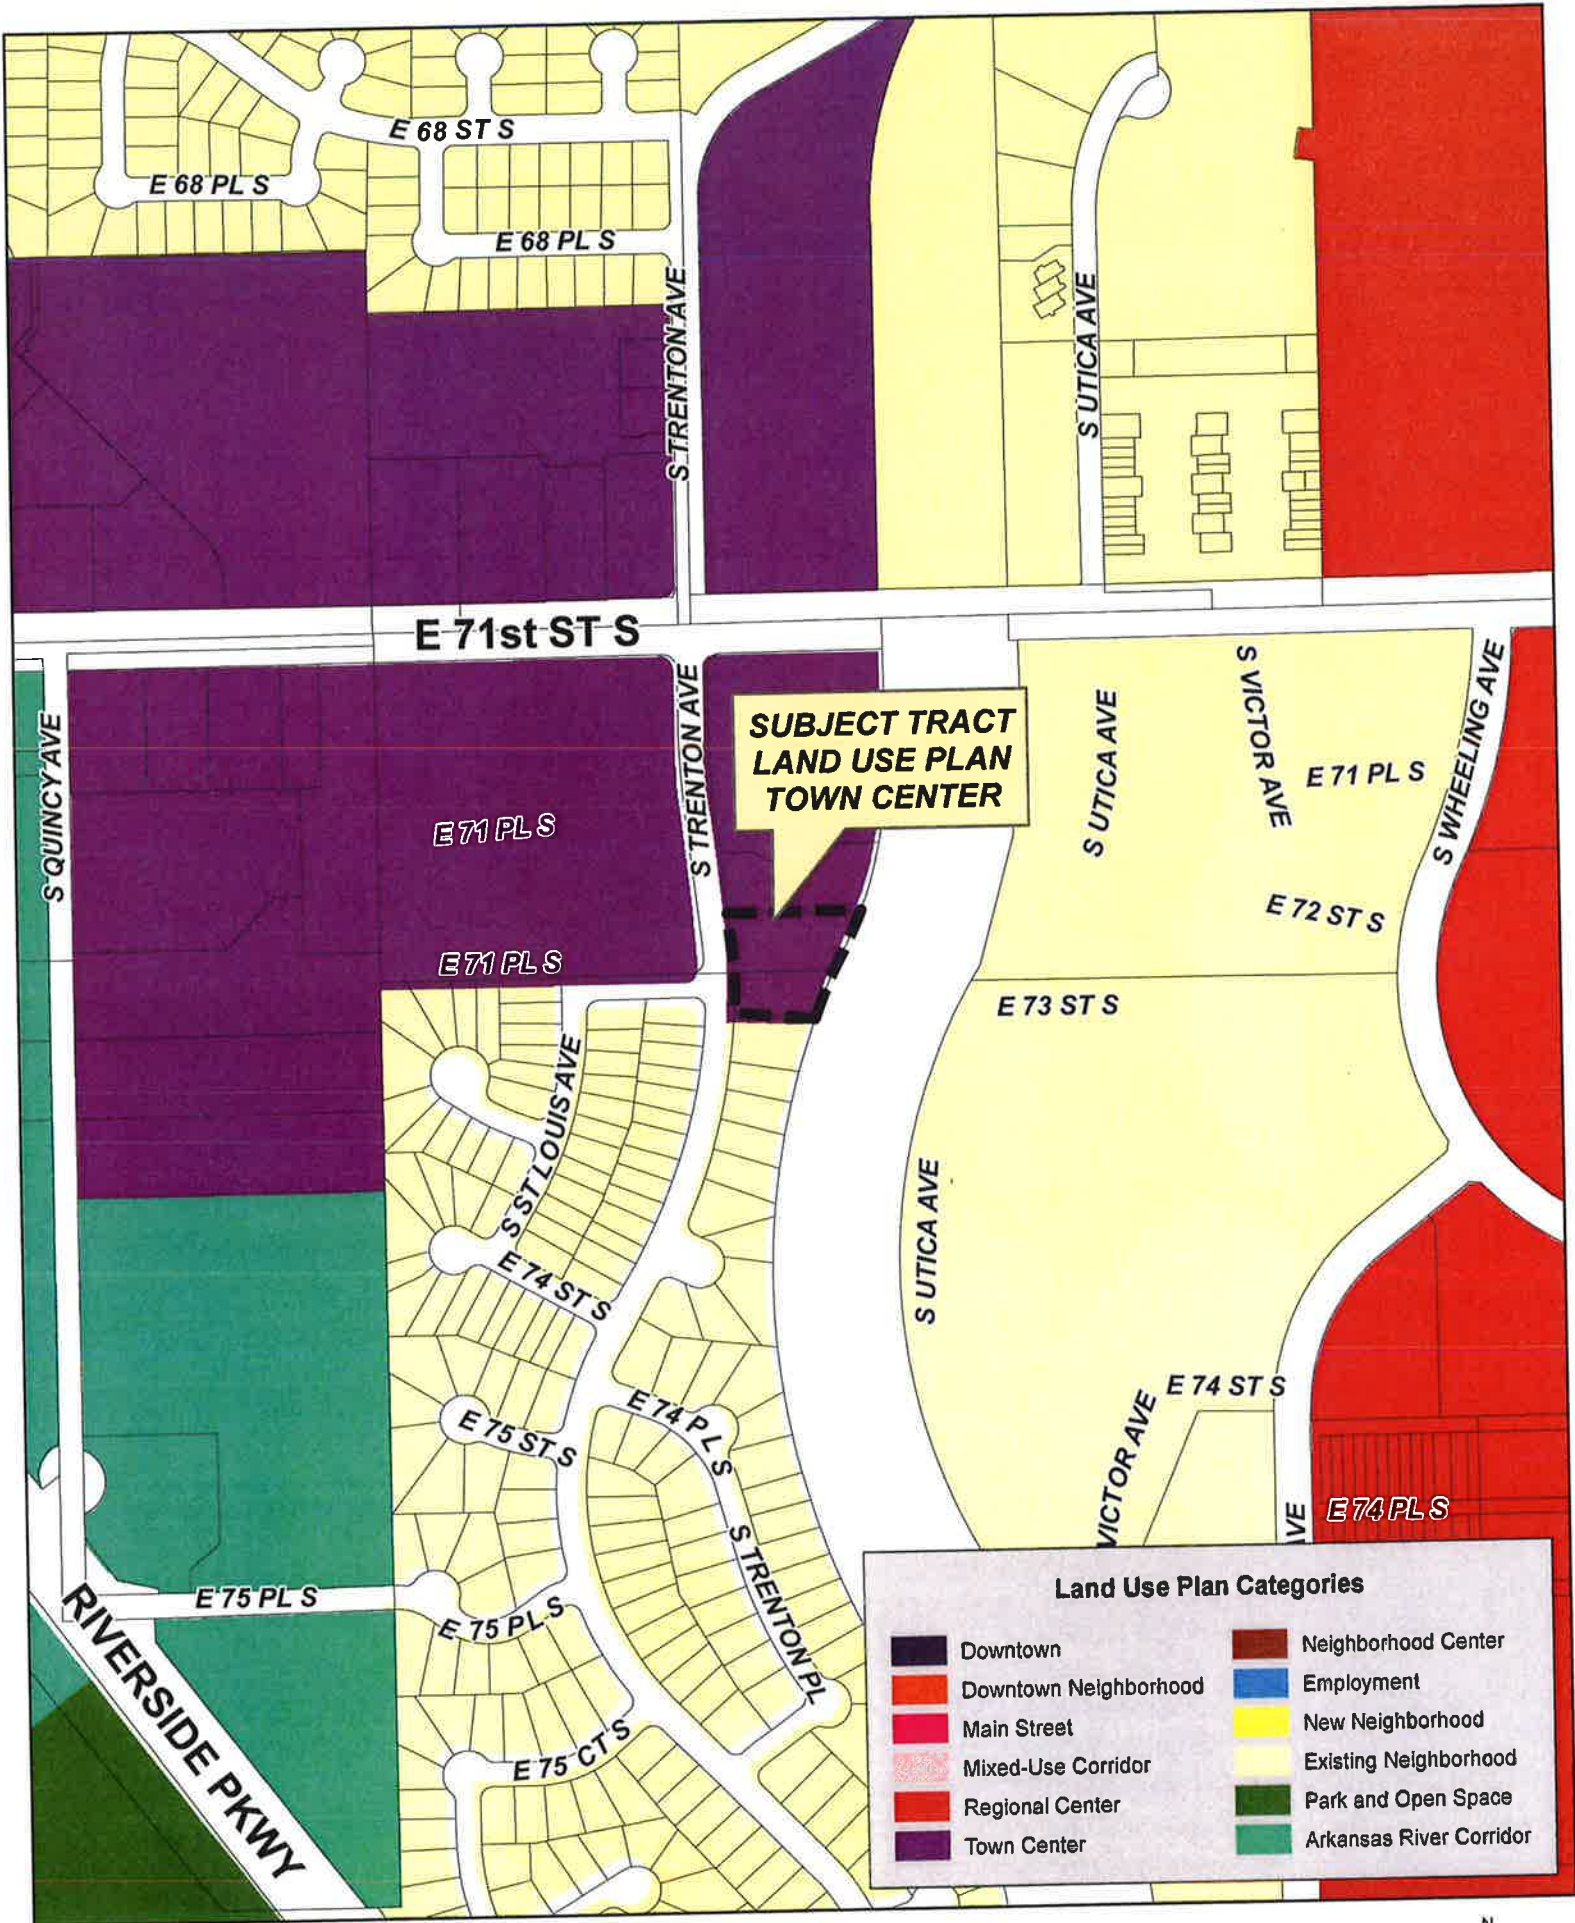 E 68 ST S
E 68 PL S
E 68 PL S
S TRENTON AVE
S UTICA AVE
E 71st ST S
S QUINCY AVE
S TRENTON AVE
SUBJECT TRACT
LAND USE PLAN
TOWN CENTER
S UTICA AVE
S VICTOR AVE
E 71 PL S
S WHEELING AVE
E 71 PL S
E 72 ST S
E 71 PL S
E 73 ST S
S ST LOUIS AVE
S UTICA AVE
E 74 ST S
E 74 ST S
E 74 PL S
E 75 ST S
VICTOR AVE
E 74 PL S
AVE
S TRENTON PL
E 75 PL S
E 75 PL S
RIVERSIDE PKWY
E 75 CT S
Land Use Plan Categories
Downtown
Downtown Neighborhood
Main Street
Mixed-Use Corridor
Regional Center
Town Center
Neighborhood Center
Employment
New Neighborhood
Existing Neighborhood
Park and Open Space
Arkansas River Corridor